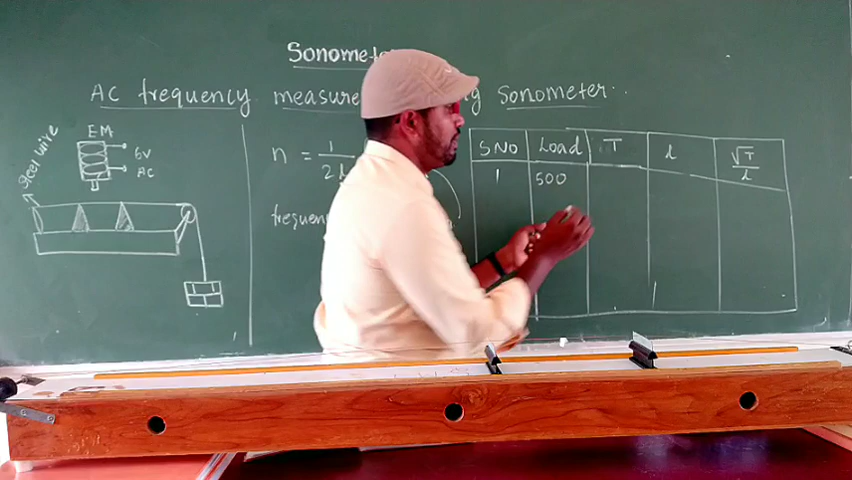 Sonomete
AC frequency measure g Sonometer..
Steel wire
EM
6V
AC
n = 1/2l
frequen
S.NO Load T l √T/l
1 500